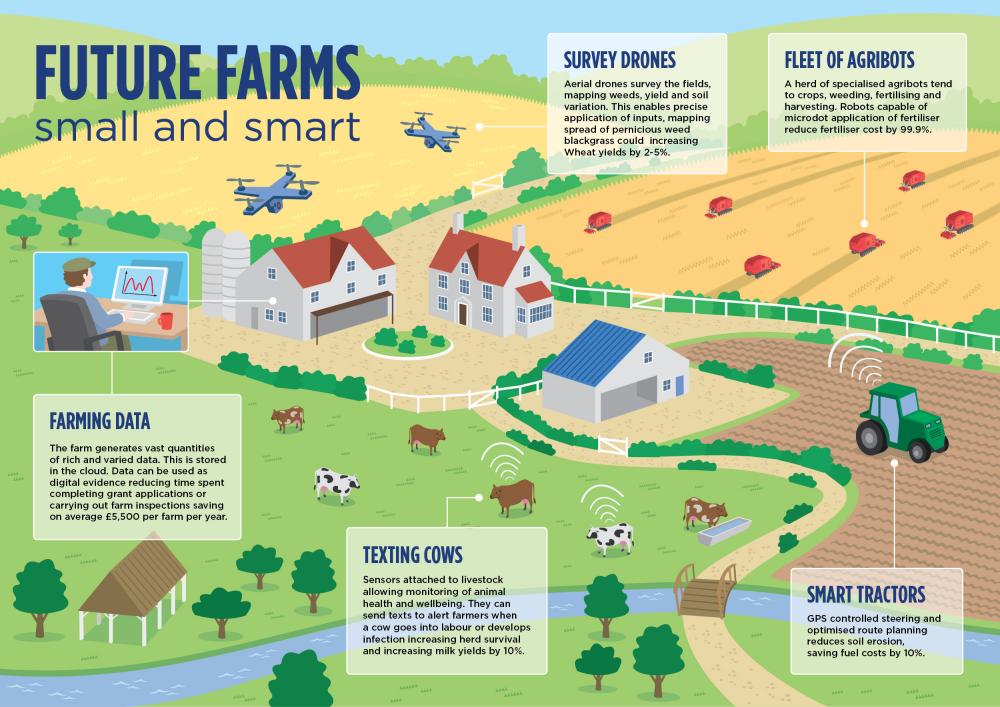 FUTURE FARMS
small and smart
SURVEY DRONES
Aerial drones survey the fields,
mapping weeds, yield and soil
variation. This enables precise
application of inputs, mapping
spread of pernicious weed
blackgrass could increasing
Wheat yields by 2-5%.
FLEET OF AGRIBOTS
A herd of specialised agribots tend
to crops, weeding, fertilising and
harvesting. Robots capable of
microdot application of fertiliser
reduce fertiliser cost by 99.9%.
FARMING DATA
The farm generates vast quantities
of rich and varied data. This is stored
in the cloud. Data can be used as
digital evidence reducing time spent
completing grant applications or
carrying out farm inspections saving
on average £5,500 per farm per year.
TEXTING COWS
Sensors attached to livestock
allowing monitoring of animal
health and wellbeing. They can
send texts to alert farmers when
a cow goes into labour or develops
infection increasing herd survival
and increasing milk yields by 10%.
SMART TRACTORS
GPS controlled steering and
optimised route planning
reduces soil erosion,
saving fuel costs by 10%.